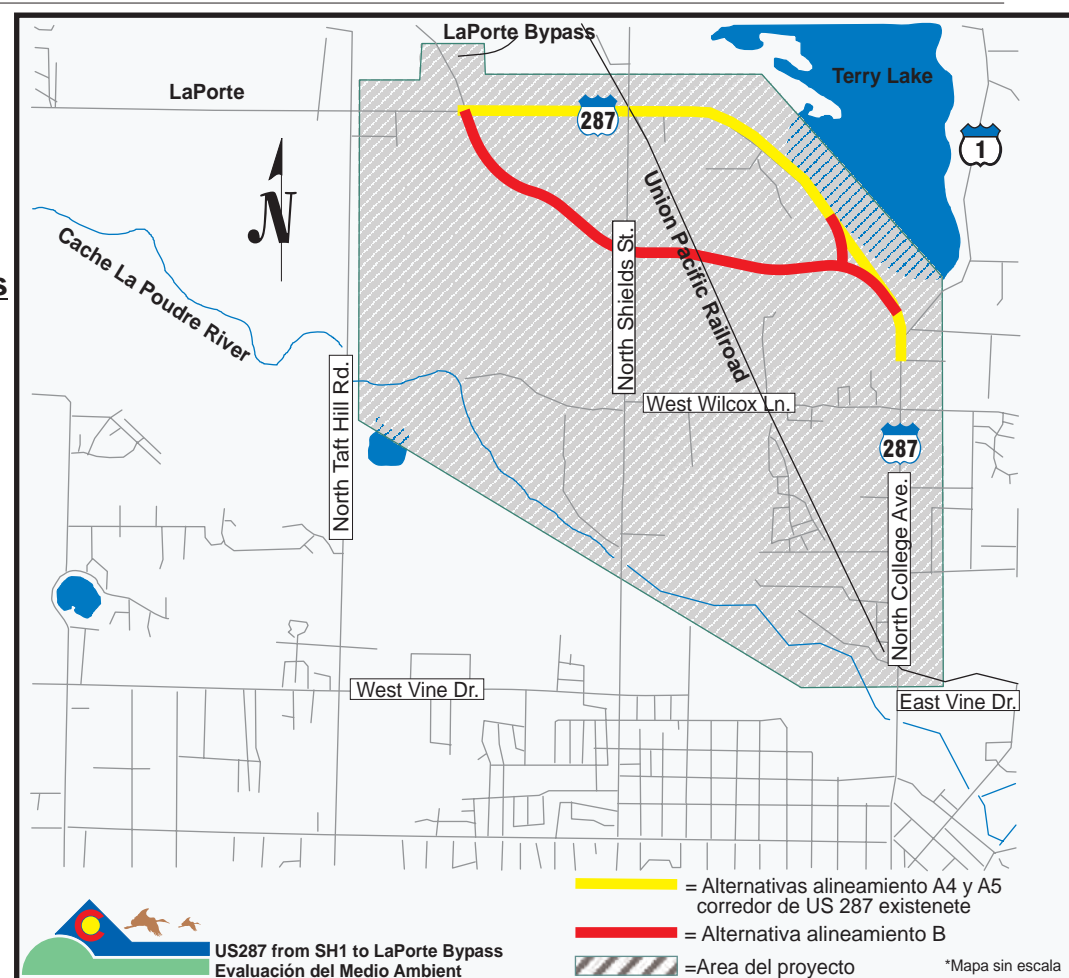 LaPorte Bypass
LaPorte
Terry Lake
287
1
N
Union Pacific Railroad
North Shields St.
Cache La Poudre River
s
North Taft Hill Rd.
West Wilcox Ln.
287
North College Ave.
West Vine Dr.
East Vine Dr.
= Alternativas alineamiento A4 y A5
corredor de US 287 existenete
= Alternativa alineamiento B
=Area del proyecto
*Mapa sin escala
C
US287 from SH1 to LaPorte Bypass
Evaluación del Medio Ambient